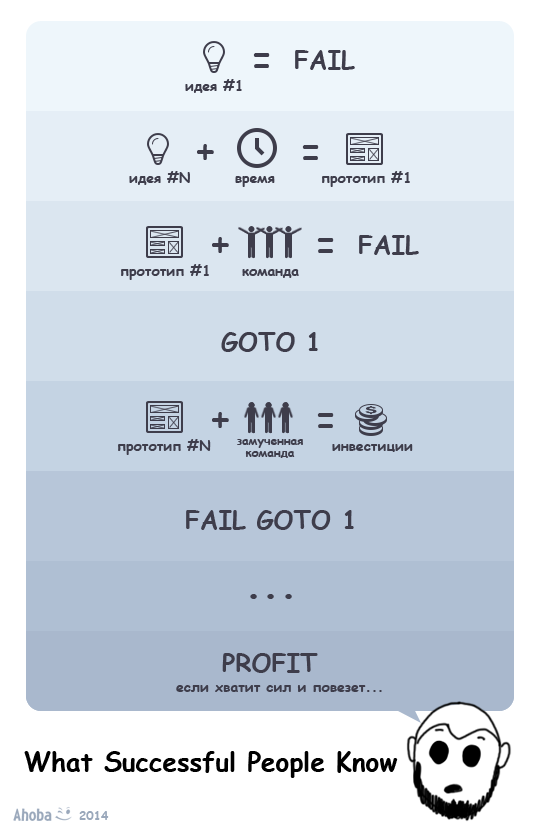 = FAIL
идея #1
+ =
идея #N время прототип #1
+ = FAIL
прототип #1 команда
GOTO 1
+ = $
прототип #N замученная команда инвестиции
FAIL GOTO 1
...
PROFIT
если хватит сил и повезет...
What Successful People Know
Ahoba 2014